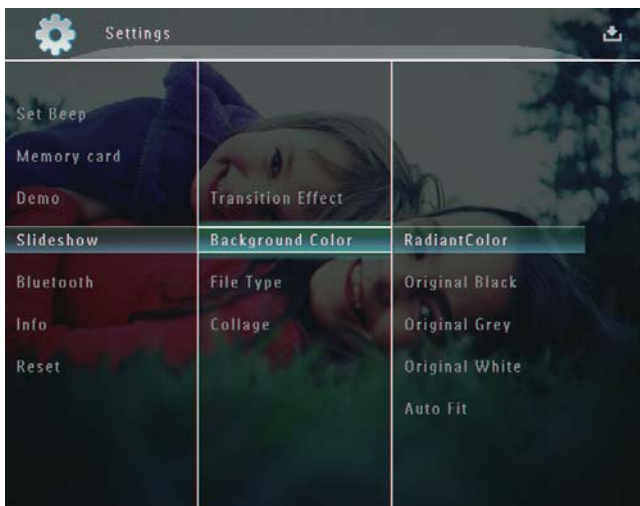 Settings
Set Beep
Memory card
Demo
Slideshow
Bluetooth
Info
Reset
Transition Effect
Background Color
File Type
Collage
RadiantColor
Original Black
Original Grey
Original White
Auto Fit